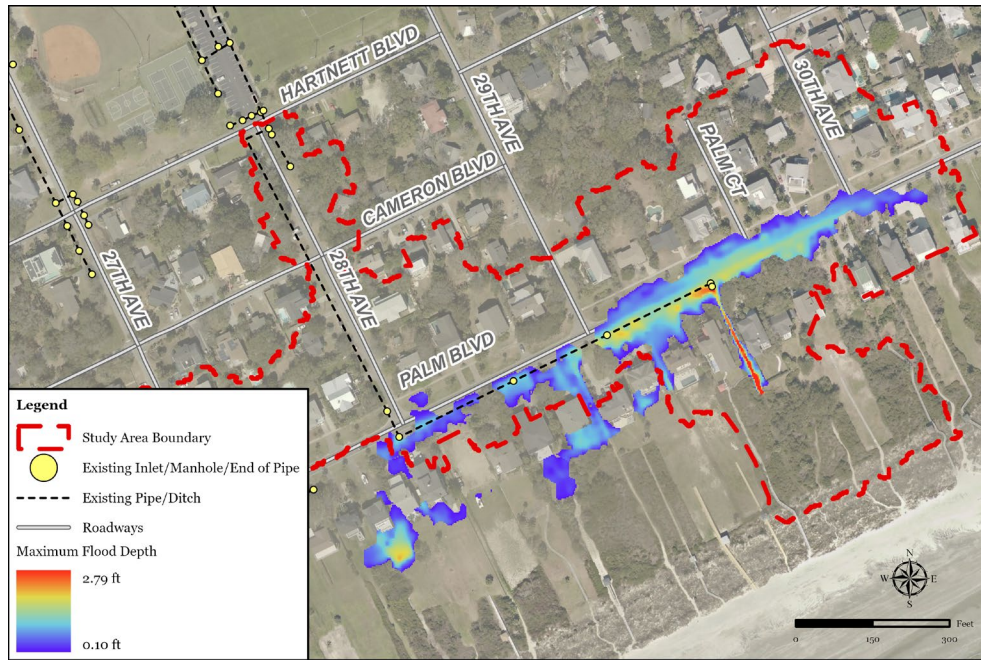 HARTNETT BLVD
29TH AVE
30TH AVE
PALM CT
CAMERON BLVD
27TH AVE
28TH AVE
PALM BLVD
Legend
Study Area Boundary
Existing Inlet/Manhole/End of Pipe
Existing Pipe/Ditch
Roadways
Maximum Flood Depth
2.79 ft
0.10 ft
N
W E
S
Feet
0 150 300